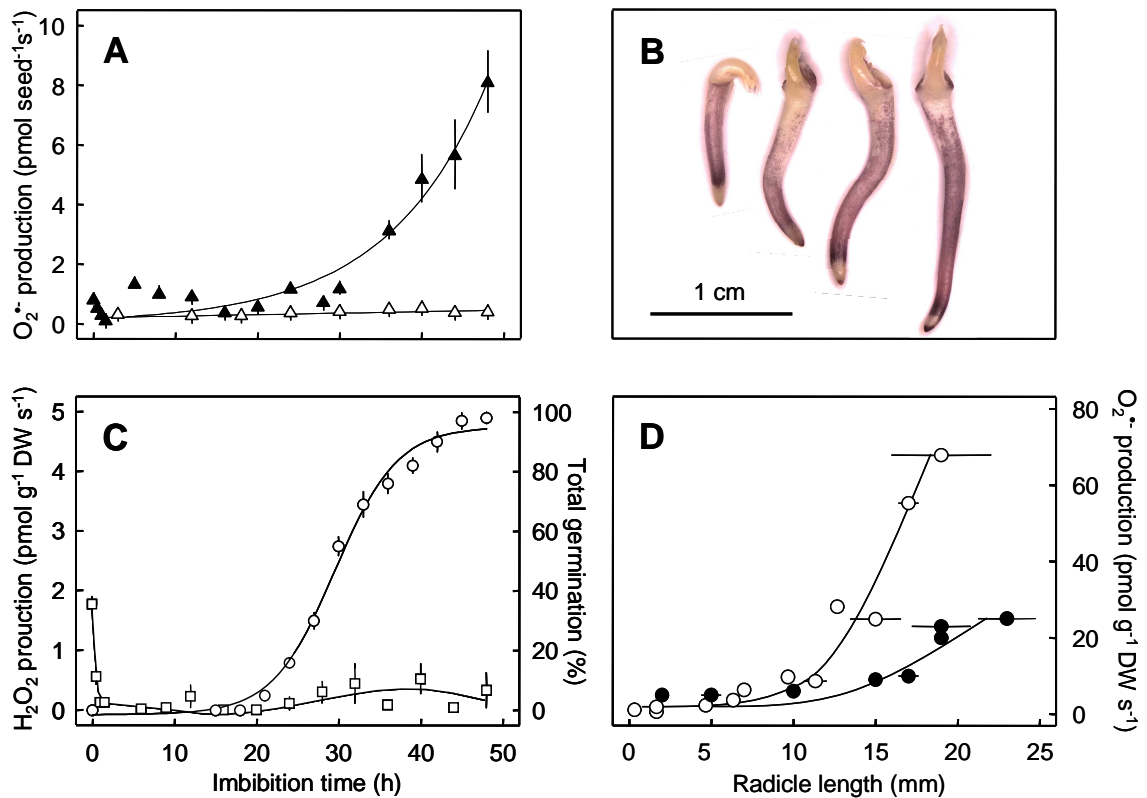 A
O₂•- production (pmol seed-1s-1)
10
8
6
4
2
0
B
1 cm
C
H₂O₂ prouction (pmol g-1 DW s-1)
5
4
3
2
1
0
Total germination (%)
100
80
60
40
20
0
0 10 20 30 40 50
Imbibition time (h)
D
O₂•- production (pmol g-1 DW s-1)
80
60
40
20
0
0 5 10 15 20 25
Radicle length (mm)